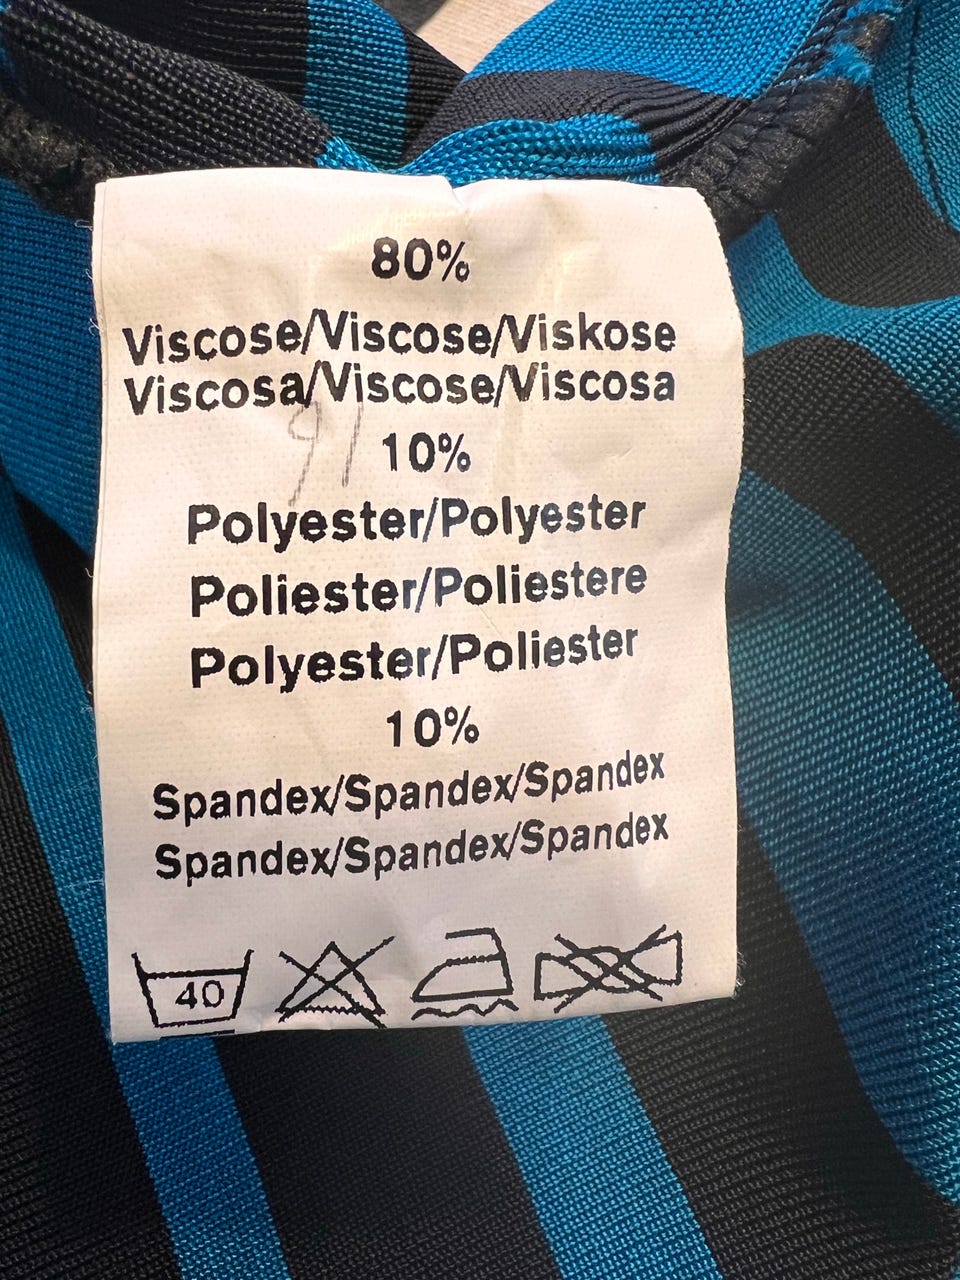 80%
Viscose/Viscose/Viskose
Viscosa/Viscose/Viscosa
91
10%
Polyester/Polyester
Poliester/Poliestere
Polyester/Poliester
10%
Spandex/Spandex/Spandex
Spandex/Spandex/Spandex
40